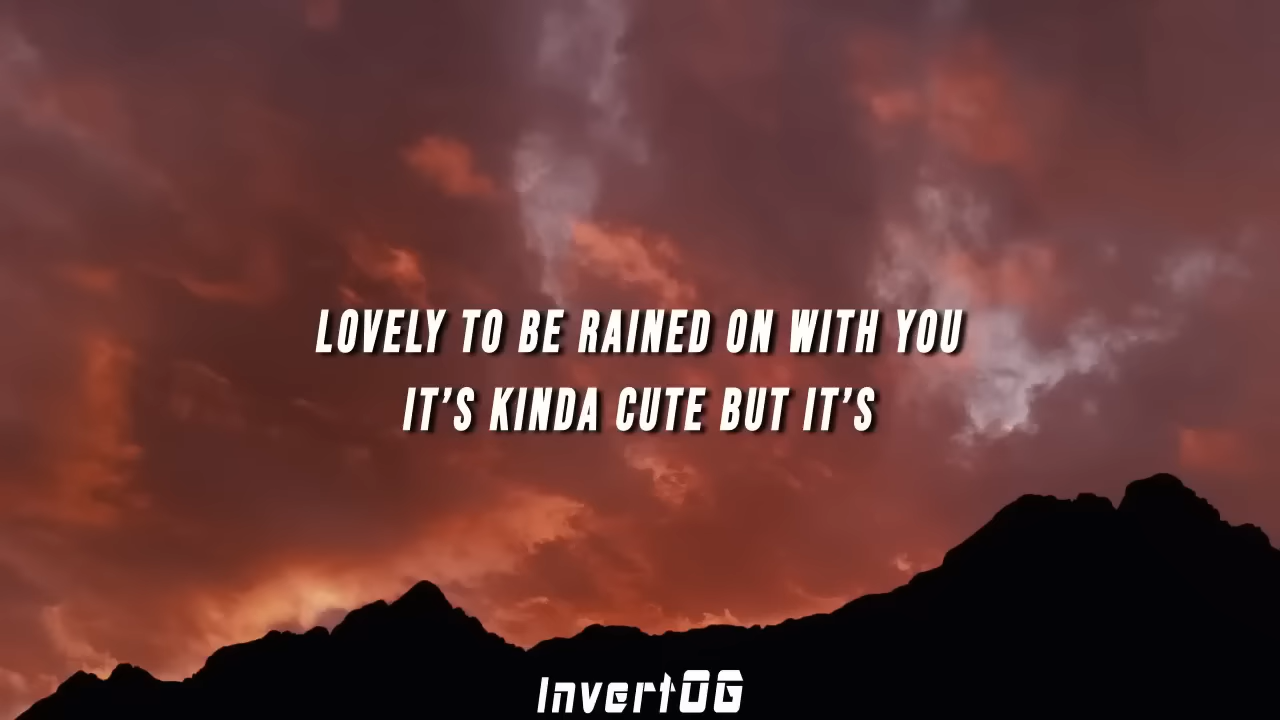 LOVELY TO BE RAINED ON WITH YOU
IT'S KINDA CUTE BUT IT'S
InvertOG